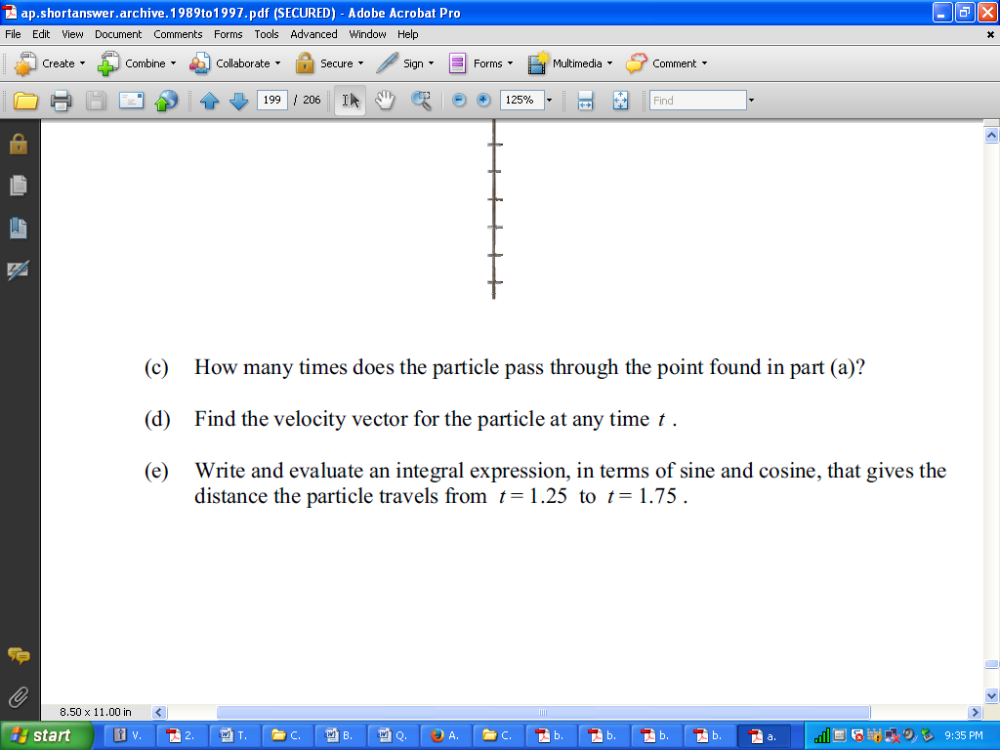 ap.shortanswer.archive.1989to1997.pdf (SECURED) - Adobe Acrobat Pro
File Edit View Document Comments Forms Tools Advanced Window Help
Create Combine Collaborate Secure Sign Forms Multimedia Comment
199 / 206 125% Find
(c) How many times does the particle pass through the point found in part (a)?
(d) Find the velocity vector for the particle at any time t .
(e) Write and evaluate an integral expression, in terms of sine and cosine, that gives the
distance the particle travels from t = 1.25 to t = 1.75 .
8.50 x 11.00 in
start V. 2. T. C. B. Q. A. C. b. b. b. b. a. 9:35 PM